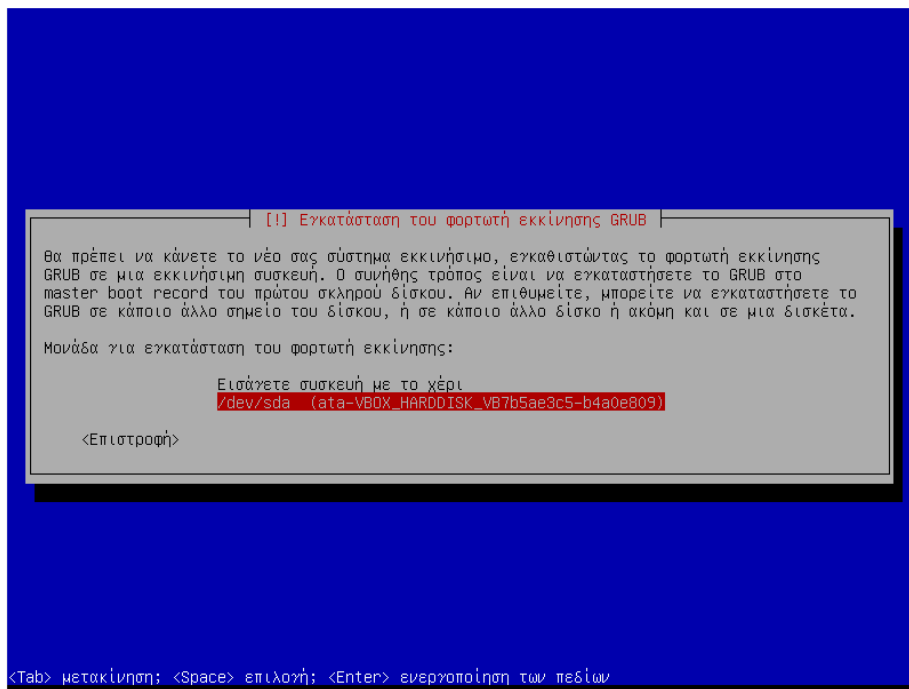 [!] Εγκατάσταση του φορτωτή εκκίνησης GRUB
Θα πρέπει να κάνετε το νέο σας σύστημα εκκινήσιμο, εγκαθιστώντας το φορτωτή εκκίνησης
GRUB σε μια εκκινήσιμη συσκευή. Ο συνήθης τρόπος είναι να εγκαταστήσετε το GRUB στο
master boot record του πρώτου σκληρού δίσκου. Αν επιθυμείτε, μπορείτε να εγκαταστήσετε το
GRUB σε κάποιο άλλο σημείο του δίσκου, ή σε κάποιο άλλο δίσκο ή ακόμη και σε μια δισκέτα.
Μονάδα για εγκατάσταση του φορτωτή εκκίνησης:
Εισάγετε συσκευή με το χέρι
/dev/sda (ata-VBOX_HARDDISK_VB7b5ae3c5-b4a0e809)
<Επιστροφή>
<Tab> μετακίνηση; <Space> επιλογή; <Enter> ενεργοποίηση των πεδίων